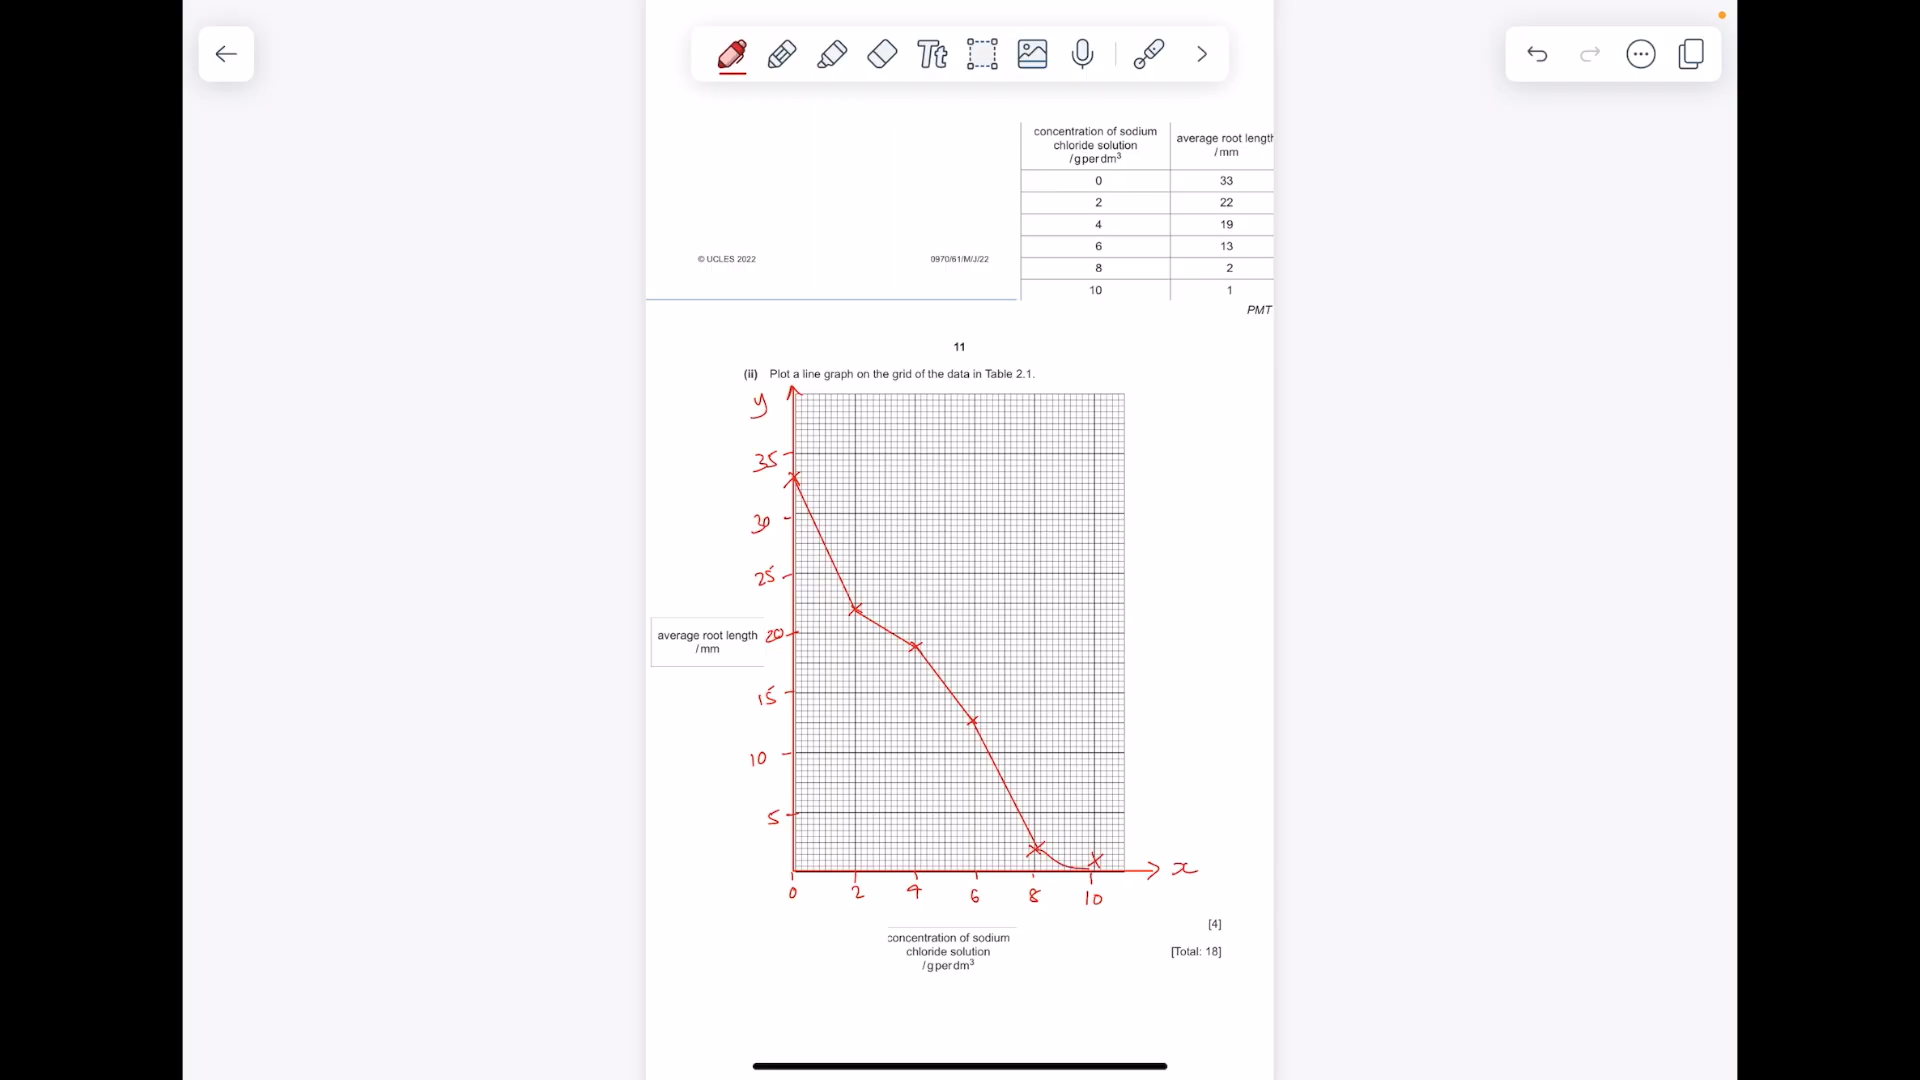 Tt
concentration of sodium
chloride solution
/ g per dm³
average root length
/ mm
0 33
2 22
4 19
6 13
8 2
10 1
© UCLES 2022
0970/61/M/J/22
PMT
11
(ii) Plot a line graph on the grid of the data in Table 2.1.
y
35
30
25
average root length
/ mm
20
15
10
5
x
0 2 4 6 8 10
[4]
concentration of sodium
chloride solution
/ g per dm³
[Total: 18]